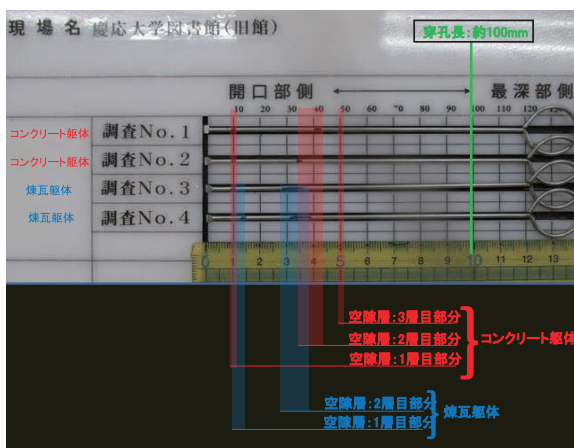 現場名 慶応大学図書館(旧館)
穿孔長:約100mm
開口部側 最深部側
10 20 30 40 50 60 70 80 90 100 110 120 130
コンクリート躯体 調査No.1
コンクリート躯体 調査No.2
煉瓦躯体 調査No.3
煉瓦躯体 調査No.4
0 1 2 3 4 5 6 7 8 9 10 11 12 13
空隙層:3層目部分
空隙層:2層目部分
コンクリート躯体
空隙層:1層目部分
空隙層:2層目部分
煉瓦躯体
空隙層:1層目部分